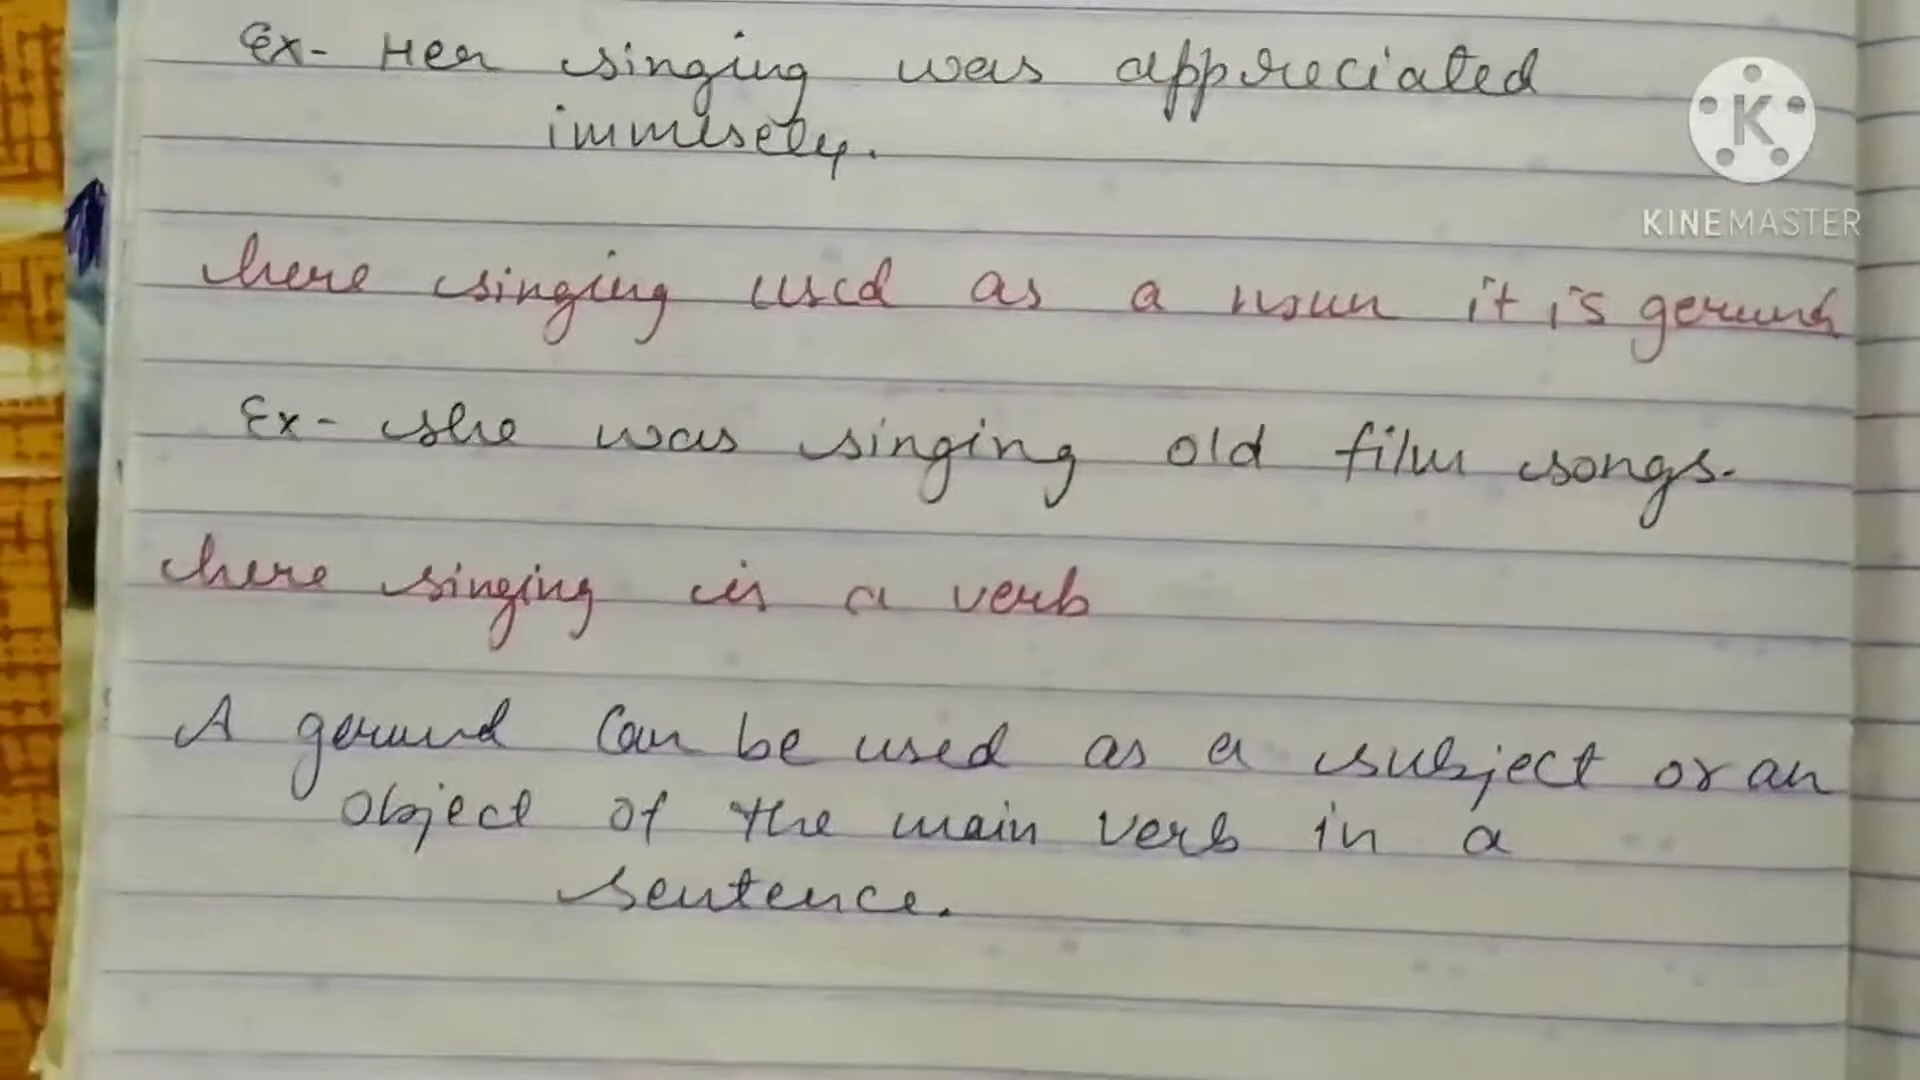 Ex- Her singing was appreciated
immisely.
KINEMASTER
here singing used as a noun it is gerund
Ex- she was singing old film songs.
here singing is a verb
A gerund can be used as a subject or an
object of the main verb in a
sentence.